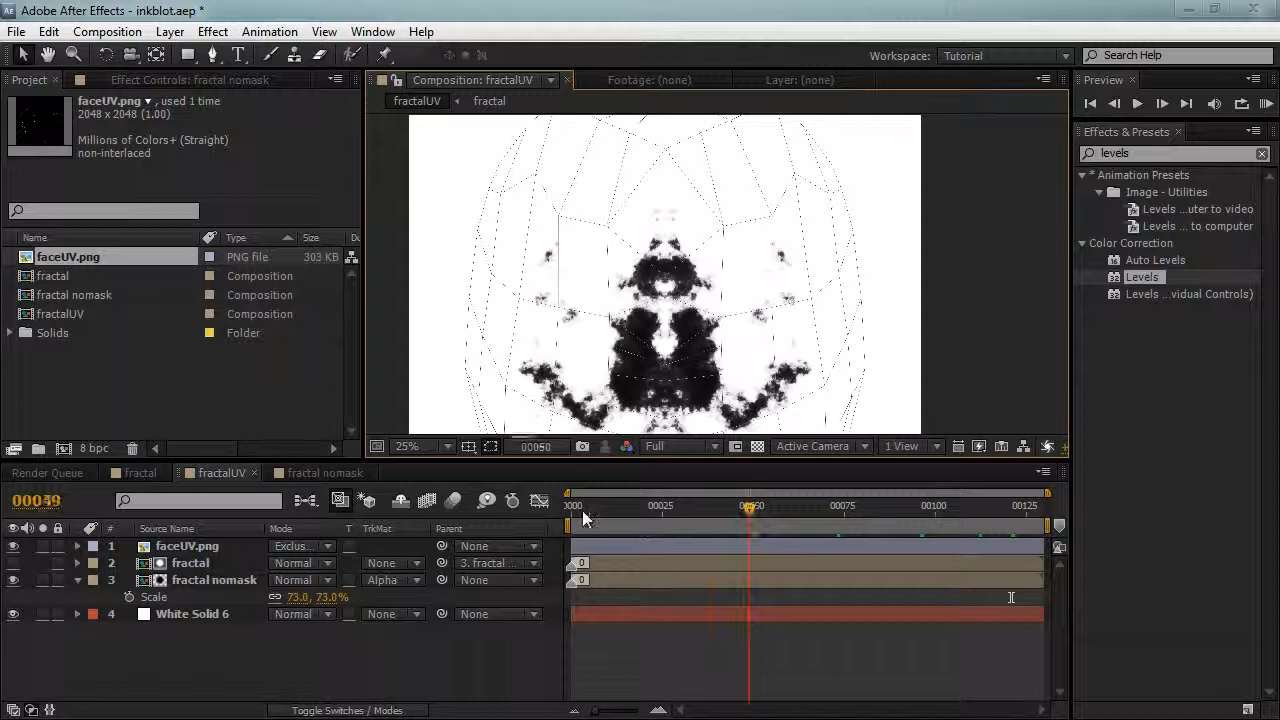 Adobe After Effects - inkblot.aep *
File Edit Composition Layer Effect Animation View Window Help
Workspace: Tutorial Search Help
Project Effect Controls: fractal nomask Composition: fractalUV Footage: (none) Layer: (none) Preview
faceUV.png , used 1 time
2048 x 2048 (1.00)
Millions of Colors+ (Straight)
non-interlaced
fractalUV fractal
Effects & Presets
levels
* Animation Presets
Image - Utilities
Levels ...uter to video
Levels ... to computer
Color Correction
Auto Levels
Levels
Levels ...vidual Controls)
Name Type Size Du
faceUV.png PNG file 303 KB
fractal Composition
fractal nomask Composition
fractalUV Composition
Solids Folder
8 bpc 25% 00050 Full Active Camera 1 View
Render Queue fractal fractalUV fractal nomask
00049
00025 00075 00100 00125
# Source Name Mode T TrkMat Parent
1 faceUV.png Exclus... None
2 fractal Normal None 3. fractal ...
3 fractal nomask Normal Alpha None
Scale 73.0, 73.0%
4 White Solid 6 Normal None None
Toggle Switches / Modes